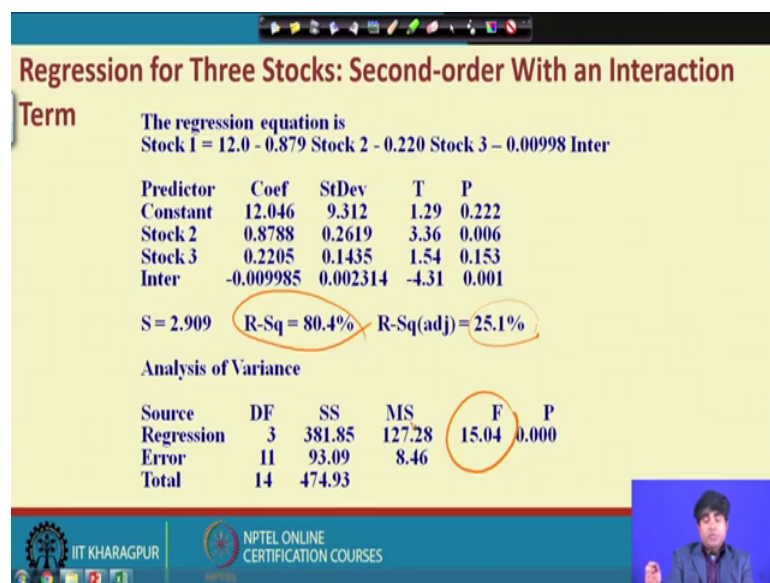 Regression for Three Stocks: Second-order With an Interaction
Term
The regression equation is
Stock 1 = 12.0 - 0.879 Stock 2 - 0.220 Stock 3 – 0.00998 Inter
Predictor Coef StDev T P
Constant 12.046 9.312 1.29 0.222
Stock 2 0.8788 0.2619 3.36 0.006
Stock 3 0.2205 0.1435 1.54 0.153
Inter -0.009985 0.002314 -4.31 0.001
S = 2.909 R-Sq = 80.4% R-Sq(adj) = 25.1%
Analysis of Variance
Source DF SS MS F P
Regression 3 381.85 127.28 15.04 0.000
Error 11 93.09 8.46
Total 14 474.93
IIT KHARAGPUR
NPTEL ONLINE
CERTIFICATION COURSES